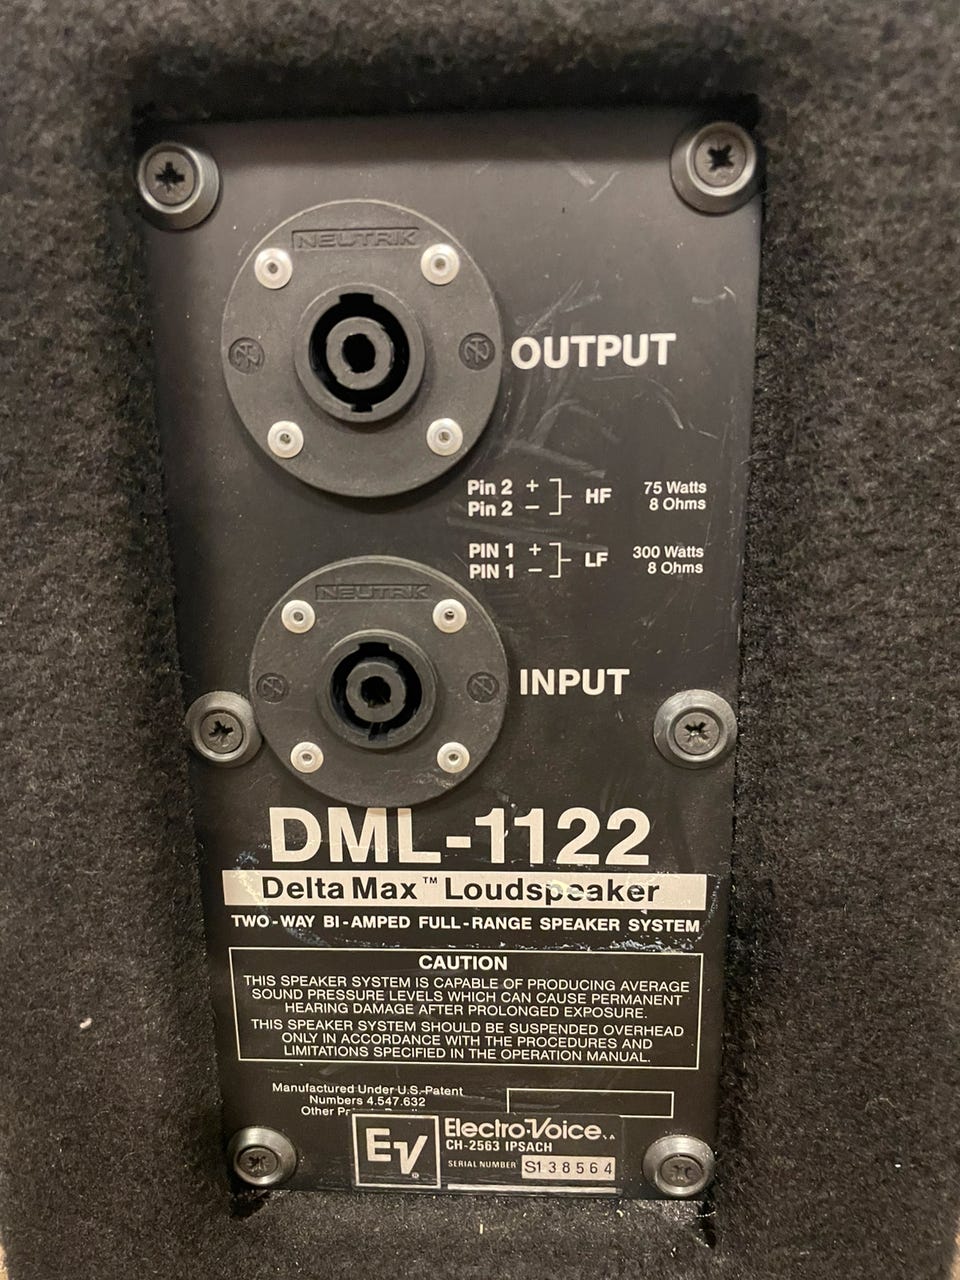 NEUTRIK
OUTPUT
Pin 2 + HF 75 Watts
Pin 2 – 8 Ohms
PIN 1 + LF 300 Watts
PIN 1 – 8 Ohms
NEUTRIK
INPUT
DML-1122
Delta Max™ Loudspeaker
TWO-WAY BI-AMPED FULL-RANGE SPEAKER SYSTEM
CAUTION
THIS SPEAKER SYSTEM IS CAPABLE OF PRODUCING AVERAGE
SOUND PRESSURE LEVELS WHICH CAN CAUSE PERMANENT
HEARING DAMAGE AFTER PROLONGED EXPOSURE.
THIS SPEAKER SYSTEM SHOULD BE SUSPENDED OVERHEAD
ONLY IN ACCORDANCE WITH THE PROCEDURES AND
LIMITATIONS SPECIFIED IN THE OPERATION MANUAL.
Manufactured Under U.S. Patent
Numbers 4.547.632
Other
EV®
Electro-Voice S.A
CH-2563 IPSACH
SERIAL NUMBER S138564